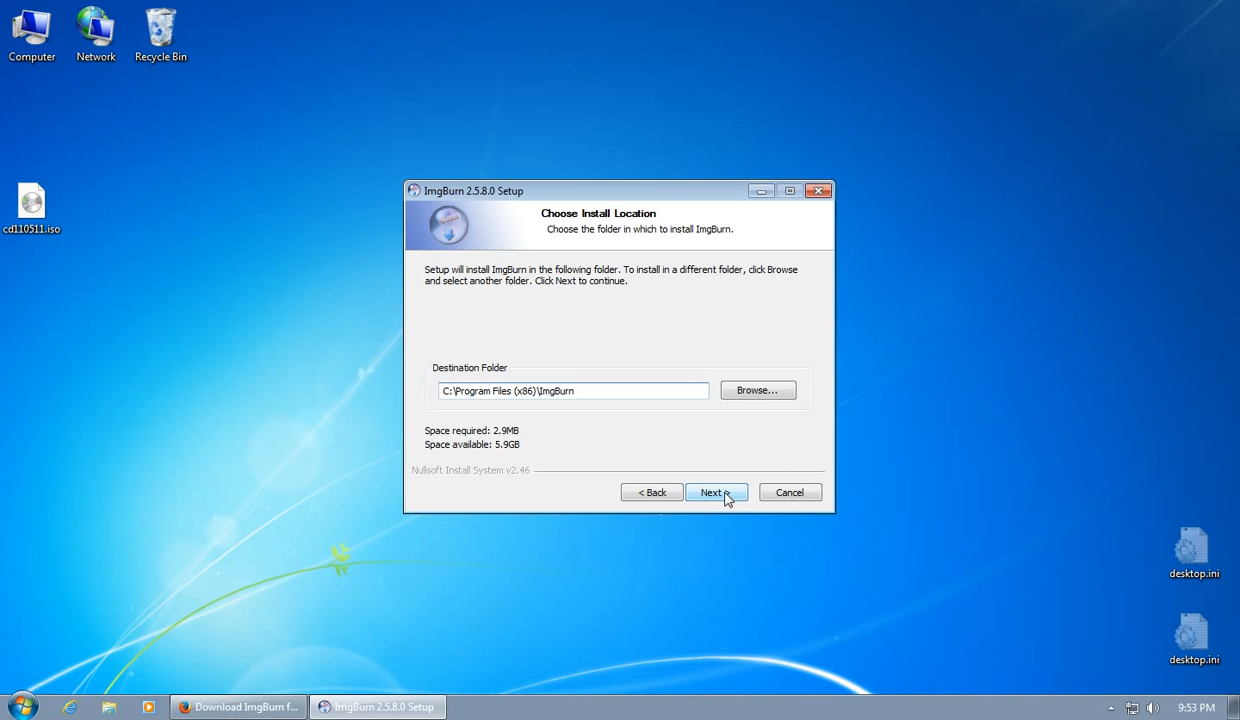 Computer
Network
Recycle Bin
cd110511.iso
ImgBurn 2.5.8.0 Setup
Choose Install Location
Choose the folder in which to install ImgBurn.
Setup will install ImgBurn in the following folder. To install in a different folder, click Browse
and select another folder. Click Next to continue.
Destination Folder
C:\Program Files (x86)\ImgBurn
Browse...
Space required: 2.9MB
Space available: 5.9GB
Nullsoft Install System v2.46
< Back
Next >
Cancel
desktop.ini
desktop.ini
Download ImgBurn f...
ImgBurn 2.5.8.0 Setup
9:53 PM